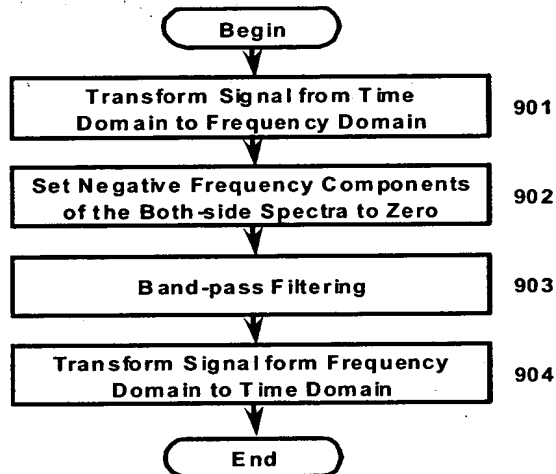 Begin
Transform Signal from Time
Domain to Frequency Domain
901
Set Negative Frequency Components
of the Both-side Spectra to Zero
902
Band-pass Filtering
903
Transform Signal form Frequency
Domain to Time Domain
904
End